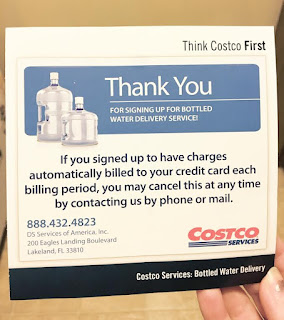 Think Costco First
Thank You
FOR SIGNING UP FOR BOTTLED
WATER DELIVERY SERVICE!
If you signed up to have charges
automatically billed to your credit card each
billing period, you may cancel this at any time
by contacting us by phone or mail.
888.432.4823
DS Services of America, Inc.
200 Eagles Landing Boulevard
Lakeland, FL 33810
COSTCO
SERVICES
Costco Services: Bottled Water Delivery